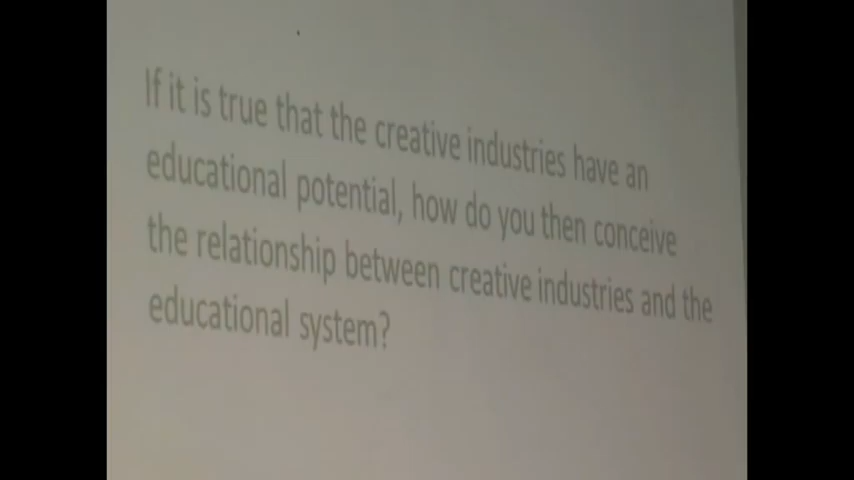 If it is true that the creative industries have an
educational potential, how do you then conceive
the relationship between creative industries and the
educational system?